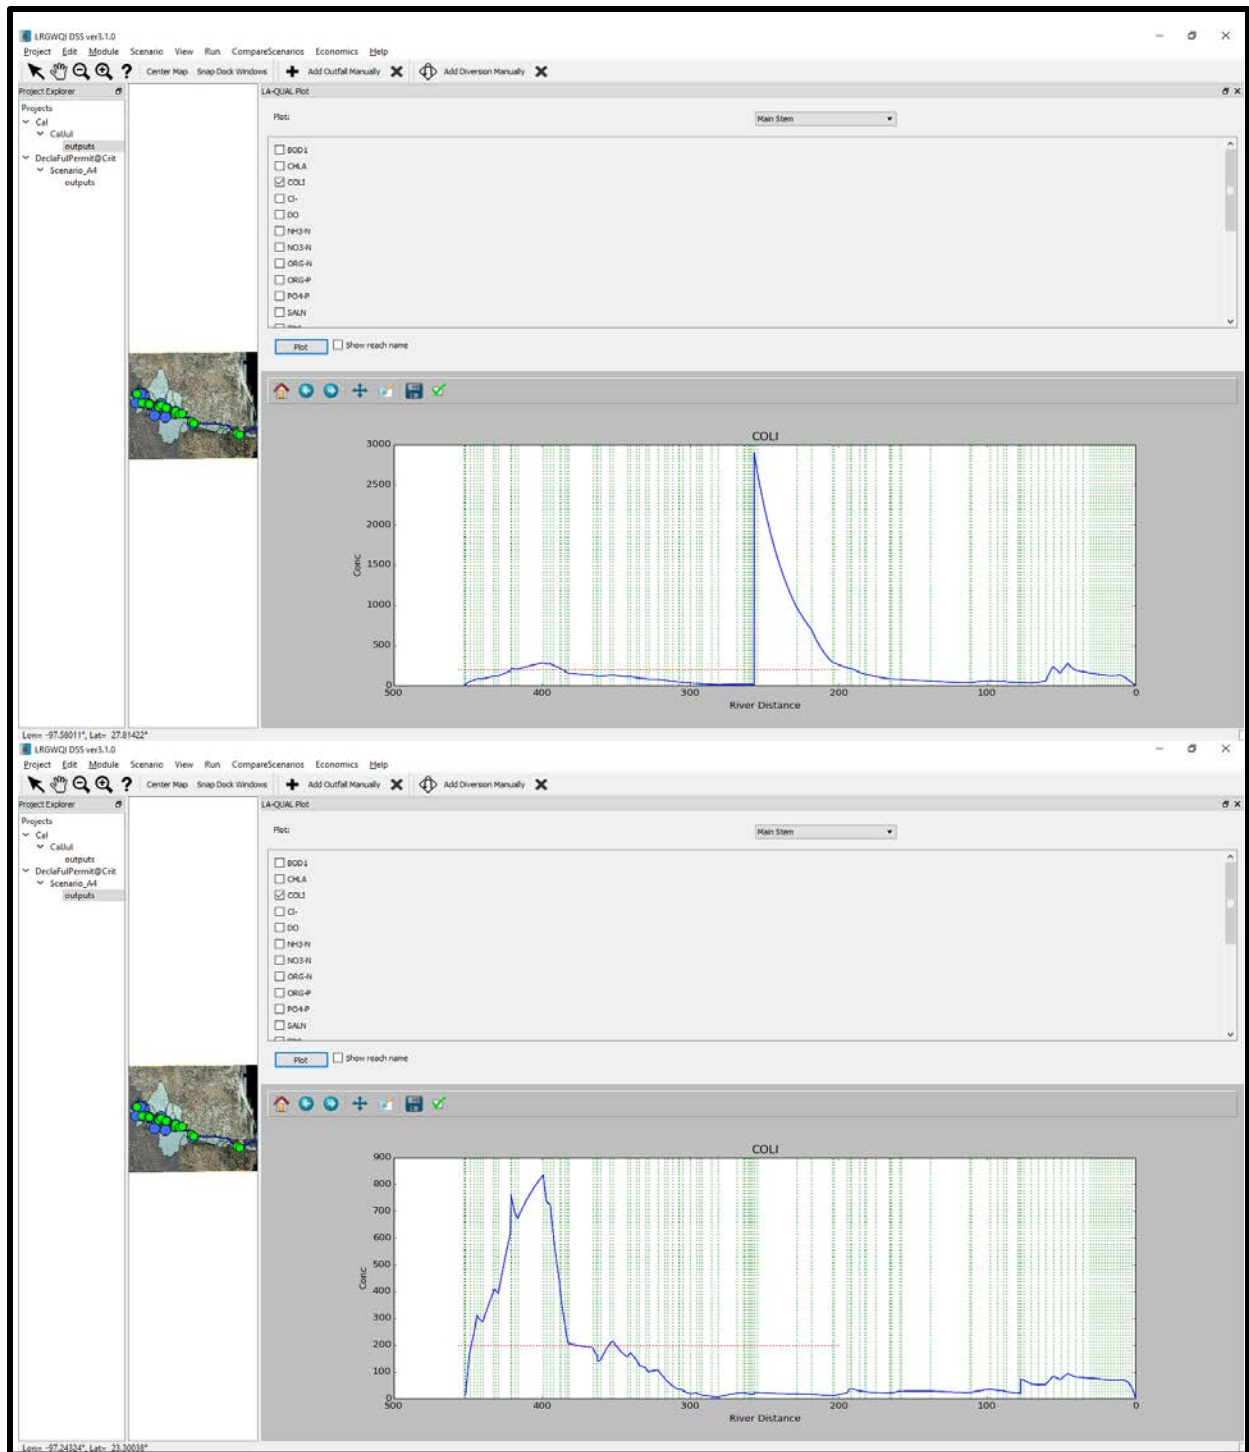 LRGWQI DSS ver3.1.0
Project Edit Module Scenario View Run CompareScenarios Economics Help
? Center Map Snap Dock Windows Add Outfall Manually Add Diversion Manually
Project Explorer
Projects
Cal
CalJul
outputs
DeclaFulPermit@Crit
Scenario_A4
outputs
LA-QUAL Plot
Plot:
Main Stem
BOD1
CHLA
COLI
Cl-
DO
NH3-N
NO3-N
ORG-N
ORG-P
PO4-P
SALN
Plot
Show reach name
COLI
3000
2500
2000
1500
1000
500
0
Conc
500 400 300 200 100 0
River Distance
Lon= -97.58011°, Lat= 27.81422°
LRGWQI DSS ver3.1.0
Project Edit Module Scenario View Run CompareScenarios Economics Help
? Center Map Snap Dock Windows Add Outfall Manually Add Diversion Manually
Project Explorer
Projects
Cal
CalJul
outputs
DeclaFulPermit@Crit
Scenario_A4
outputs
LA-QUAL Plot
Plot:
Main Stem
BOD1
CHLA
COLI
Cl-
DO
NH3-N
NO3-N
ORG-N
ORG-P
PO4-P
SALN
Plot
Show reach name
COLI
900
800
700
600
500
400
300
200
100
0
Conc
500 400 300 200 100 0
River Distance
Lon= -97.24324°, Lat= 23.30038°